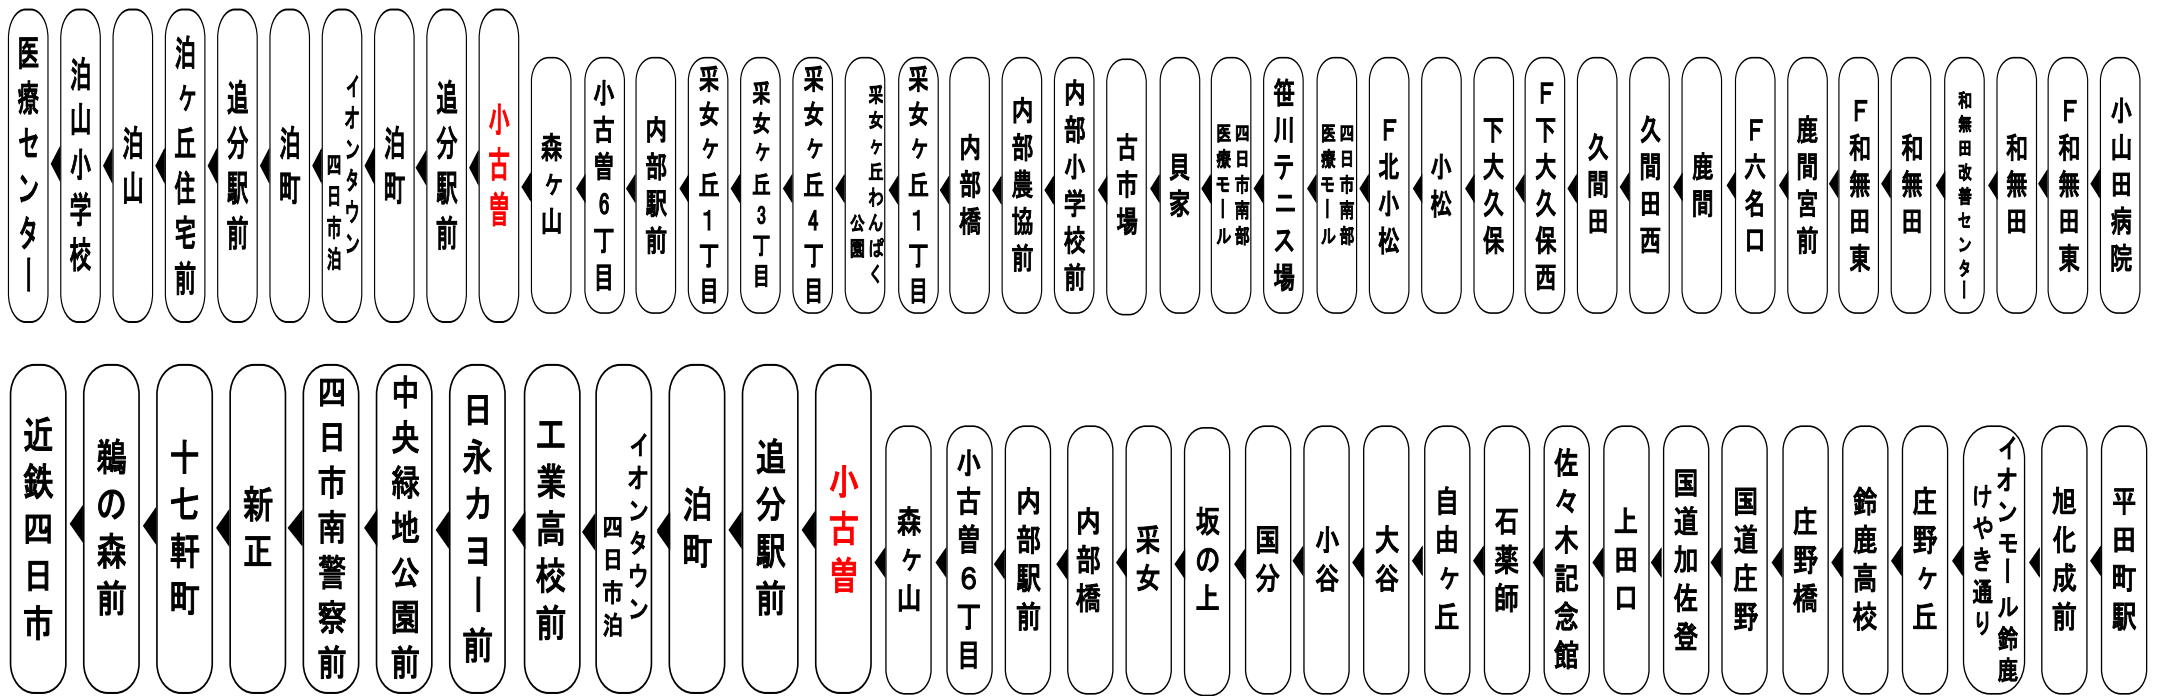 医療センター
泊山小学校
泊山
泊ヶ丘住宅前
追分駅前
泊町
イオンタウン
四日市泊
泊町
追分駅前
小古曽
森ヶ山
小古曽6丁目
内部駅前
采女ヶ丘1丁目
采女ヶ丘3丁目
采女ヶ丘4丁目
采女ヶ丘わんぱく
公園
采女ヶ丘1丁目
内部橋
内部農協前
内部小学校前
古市場
貝家
四日市南部
医療モール
笹川テニス場
四日市南部
医療モール
F北小松
小松
下大久保
F下大久保西
久間田
久間田西
鹿間
F六名口
鹿間宮前
F和無田東
和無田
和無田改善センター
和無田
F和無田東
小山田病院
近鉄四日市
鵜の森前
十七軒町
新正
四日市南警察前
中央緑地公園前
日永カヨー前
工業高校前
イオンタウン
四日市泊
泊町
追分駅前
小古曽
森ヶ山
小古曽6丁目
内部駅前
内部橋
采女
坂の上
国分
小谷
大谷
自由ヶ丘
石薬師
佐々木記念館
上田口
国道加佐登
国道庄野
庄野橋
鈴鹿高校
庄野ヶ丘
イオンモール鈴鹿
けやき通り
旭化成前
平田町駅